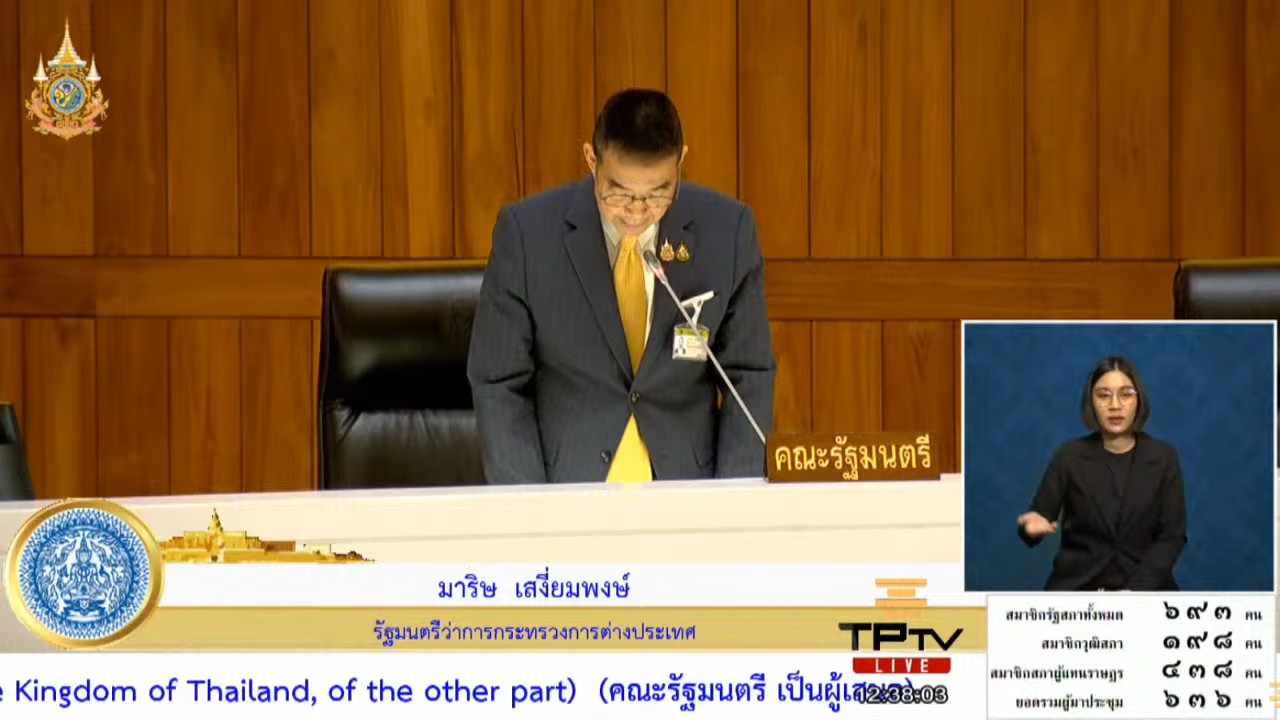 คณะรัฐมนตรี
มาริษ เสงี่ยมพงษ์
รัฐมนตรีว่าการกระทรวงการต่างประเทศ
TPTV
LIVE
12:38:03
Kingdom of Thailand, of the other part) (คณะรัฐมนตรี เป็นผู้
สมาชิกรัฐสภาทั้งหมด ๖๙๓ คน
สมาชิกวุฒิสภา ๑๙๘ คน
สมาชิกสภาผู้แทนราษฎร ๔๓๘ คน
ยอดรวมผู้มาประชุม ๖๓๖ คน